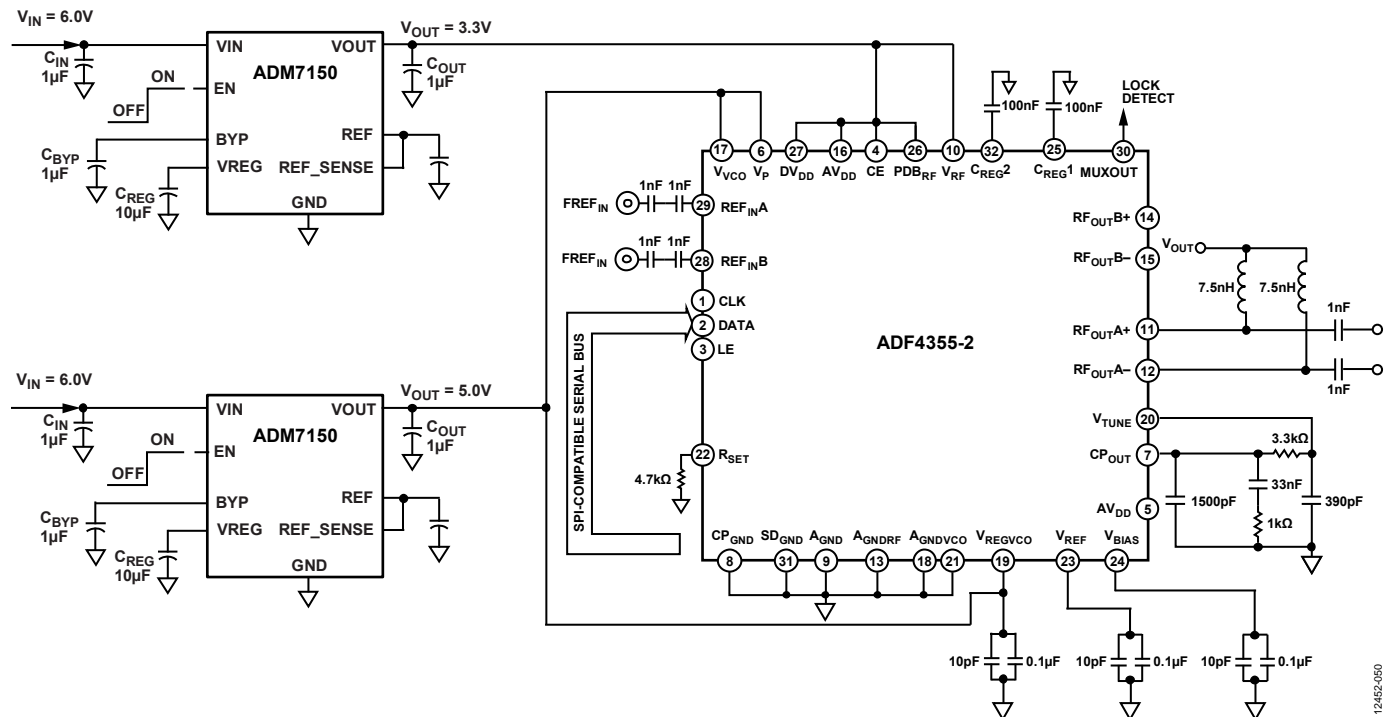 VIN = 6.0V
CIN
1µF
ON
OFF
CBYP
1µF
CREG
10µF
VIN
EN
BYP
VREG
ADM7150
VOUT
REF
REF_SENSE
GND
VOUT = 3.3V
COUT
1µF
100nF
100nF
LOCK
DETECT
17
6
27
16
4
26
10
32
25
30
VVCO
VP
DVDD
AVDD
CE
PDBRF
VRF
CREG2
CREG1
MUXOUT
FREFIN
1nF
1nF
29
REFINA
FREFIN
1nF
1nF
28
REFINB
1
CLK
2
DATA
3
LE
SPI-COMPATIBLE SERIAL BUS
4.7kΩ
22
RSET
ADF4355-2
RFOUTB+
14
RFOUTB–
15
VOUT
7.5nH
7.5nH
RFOUTA+
11
1nF
RFOUTA–
12
1nF
VTUNE
20
CPOUT
7
3.3kΩ
1500pF
33nF
1kΩ
390pF
AVDD
5
CPGND
SDGND
AGND
AGNDRF
AGNDVCO
VREGVCO
VREF
VBIAS
8
31
9
13
18
21
19
23
24
10pF
0.1µF
10pF
0.1µF
10pF
0.1µF
VIN = 6.0V
CIN
1µF
ON
OFF
CBYP
1µF
CREG
10µF
VIN
EN
BYP
VREG
ADM7150
VOUT
REF
REF_SENSE
GND
VOUT = 5.0V
COUT
1µF
12452-050